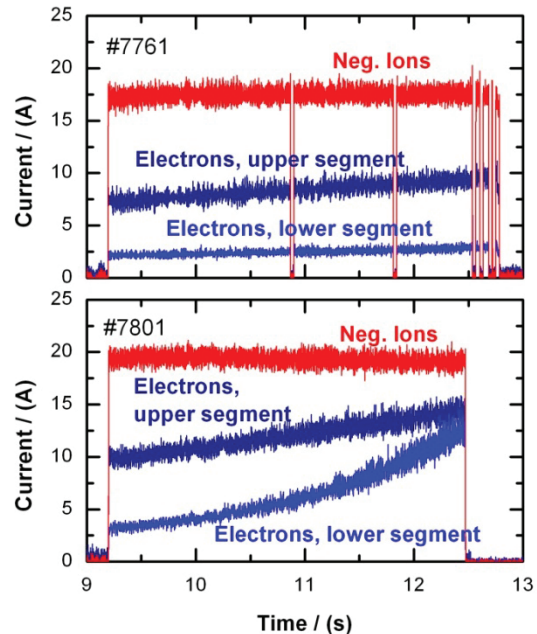 #7761
Neg. Ions
Electrons, upper segment
Electrons, lower segment
Current / (A)
25
20
15
10
5
0
#7801
Neg. Ions
Electrons,
upper segment
Electrons, lower segment
Current / (A)
25
20
15
10
5
0
9 10 11 12 13
Time / (s)